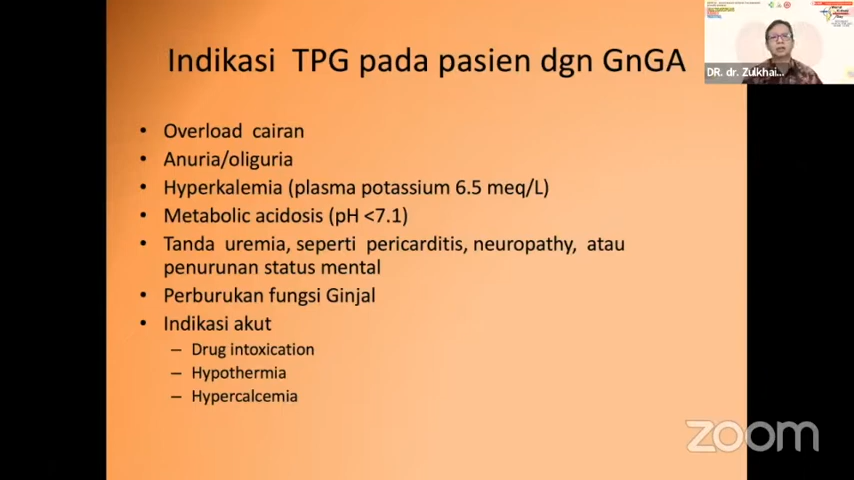 Indikasi TPG pada pasien dgn GnGA
DR. dr. Zulkhai...
• Overload cairan
• Anuria/oliguria
• Hyperkalemia (plasma potassium 6.5 meq/L)
• Metabolic acidosis (pH <7.1)
• Tanda uremia, seperti pericarditis, neuropathy, atau
penurunan status mental
• Perburukan fungsi Ginjal
• Indikasi akut
– Drug intoxication
– Hypothermia
– Hypercalcemia
zoom